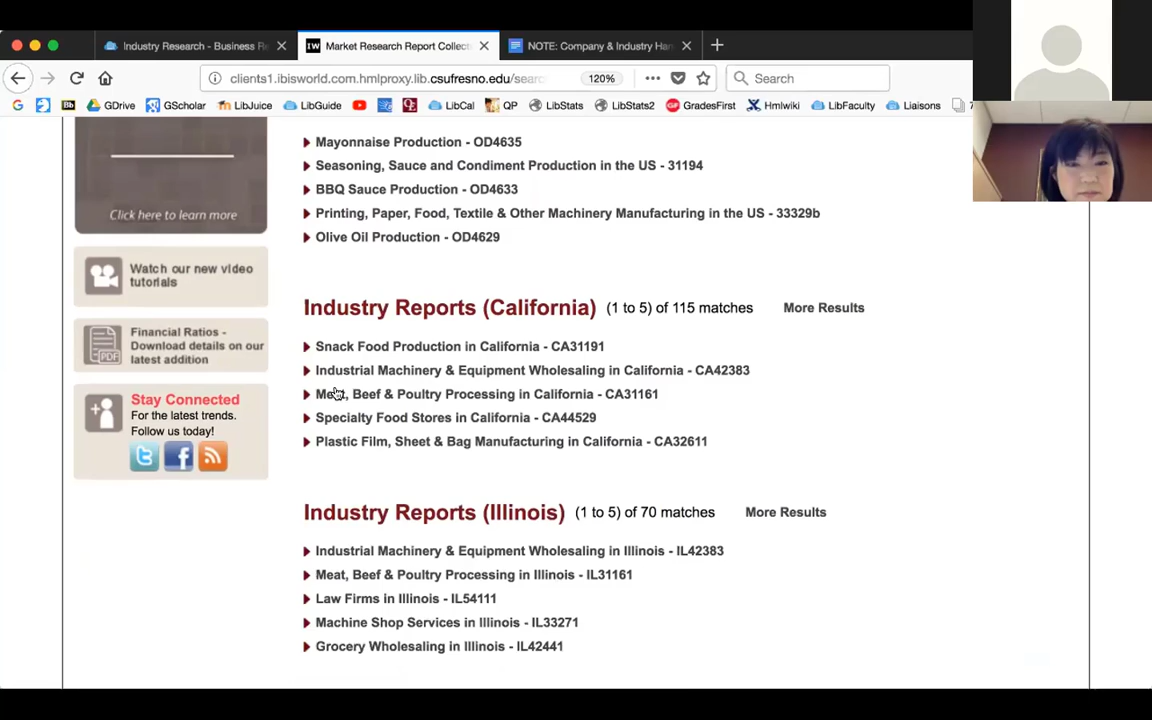 Industry Research - Business Re
Market Research Report Collect
NOTE: Company & Industry Han
clients1.ibisworld.com.hmlproxy.lib.csufresno.edu/sear
120%
Search
GDrive
GScholar
LibJuice
LibGuide
LibCal
QP
LibStats
LibStats2
GradesFirst
Hmlwiki
LibFaculty
Liaisons
Click here to learn more
Watch our new video
tutorials
Financial Ratios -
Download details on our
latest addition
Stay Connected
For the latest trends.
Follow us today!
Mayonnaise Production - OD4635
Seasoning, Sauce and Condiment Production in the US - 31194
BBQ Sauce Production - OD4633
Printing, Paper, Food, Textile & Other Machinery Manufacturing in the US - 33329b
Olive Oil Production - OD4629
Industry Reports (California) (1 to 5) of 115 matches More Results
Snack Food Production in California - CA31191
Industrial Machinery & Equipment Wholesaling in California - CA42383
Meat, Beef & Poultry Processing in California - CA31161
Specialty Food Stores in California - CA44529
Plastic Film, Sheet & Bag Manufacturing in California - CA32611
Industry Reports (Illinois) (1 to 5) of 70 matches More Results
Industrial Machinery & Equipment Wholesaling in Illinois - IL42383
Meat, Beef & Poultry Processing in Illinois - IL31161
Law Firms in Illinois - IL54111
Machine Shop Services in Illinois - IL33271
Grocery Wholesaling in Illinois - IL42441